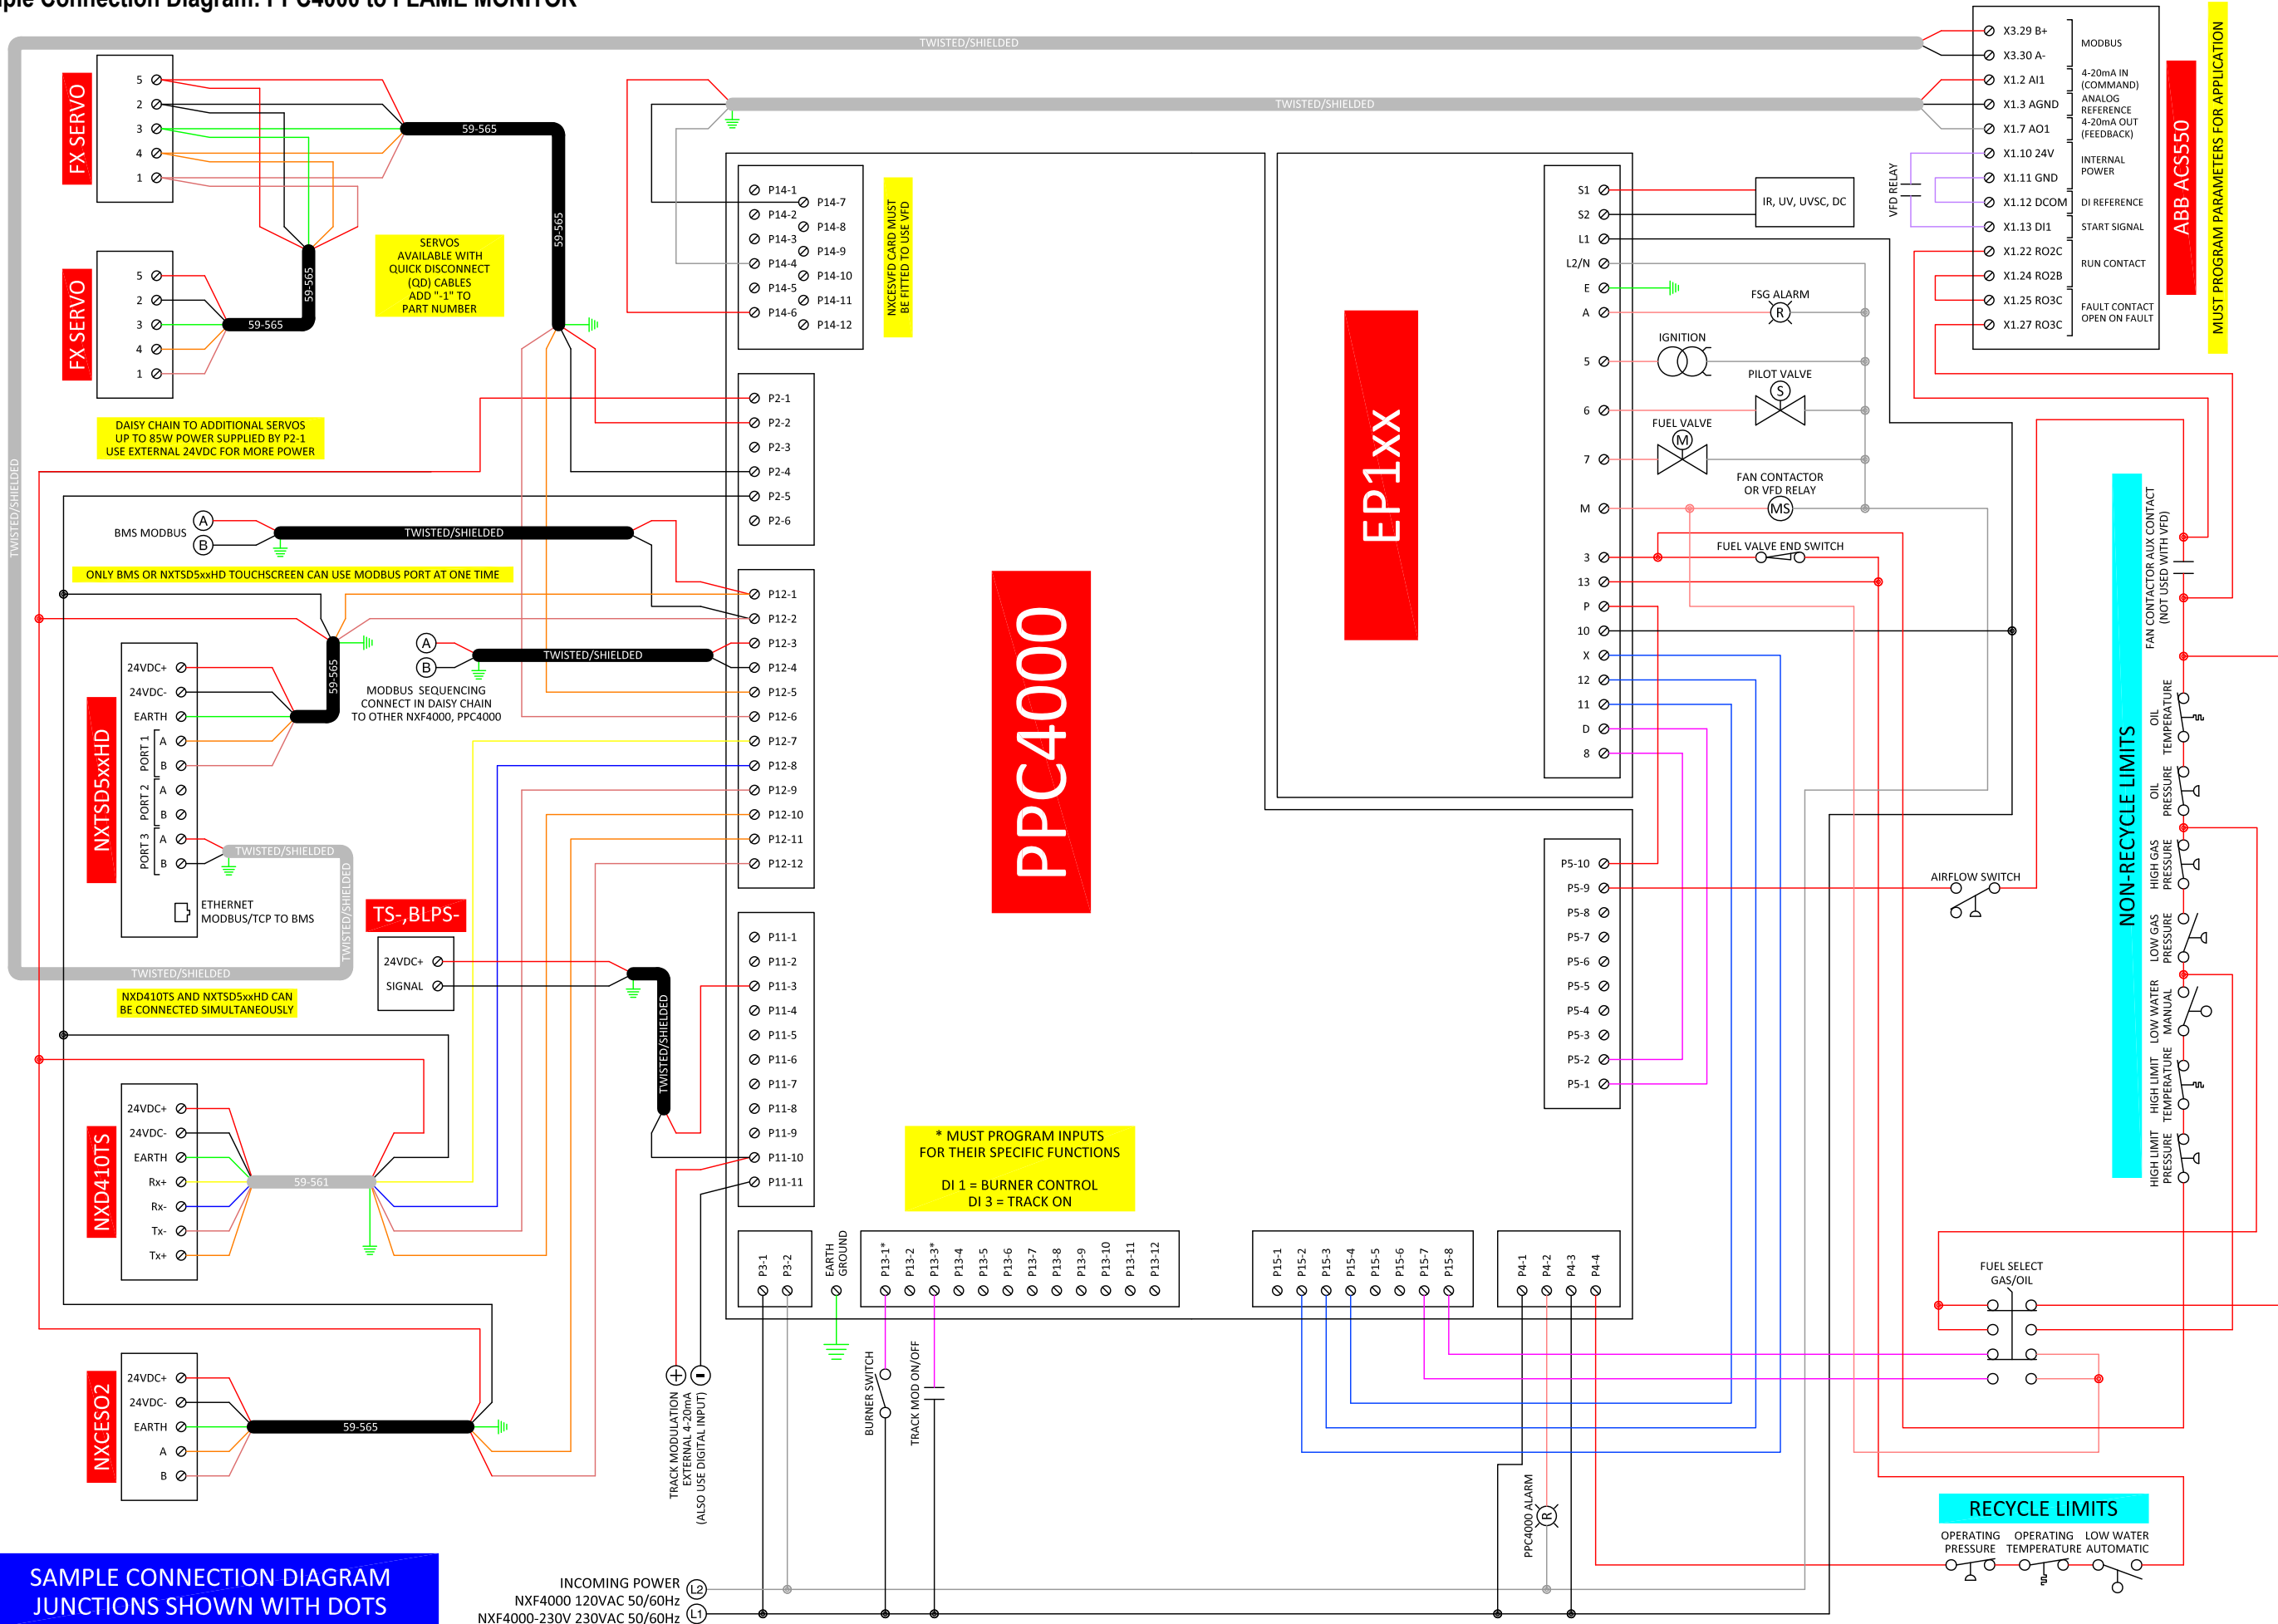 ple Connection Diagram: PPC4000 to FLAME MONITOR
TWISTED/SHIELDED
FX SERVO
5
2
3
4
1
59-565
59-565
59-565
FX SERVO
5
2
3
4
1
59-565
SERVOS
AVAILABLE WITH
QUICK DISCONNECT
(QD) CABLES
ADD "-1" TO
PART NUMBER
DAISY CHAIN TO ADDITIONAL SERVOS
UP TO 85W POWER SUPPLIED BY P2-1
USE EXTERNAL 24VDC FOR MORE POWER
TWISTED/SHIELDED
BMS MODBUS
A
B
TWISTED/SHIELDED
ONLY BMS OR NXTSD5xxHD TOUCHSCREEN CAN USE MODBUS PORT AT ONE TIME
A
B
TWISTED/SHIELDED
MODBUS SEQUENCING
CONNECT IN DAISY CHAIN
TO OTHER NXF4000, PPC4000
NXTSD5xxHD
24VDC+
24VDC-
EARTH
PORT 1
A
B
PORT 2
A
B
PORT 3
A
B
59-565
TWISTED/SHIELDED
TWISTED/SHIELDED
TWISTED/SHIELDED
ETHERNET
MODBUS/TCP TO BMS
NXD410TS AND NXTSD5xxHD CAN
BE CONNECTED SIMULTANEOUSLY
TS-,BLPS-
24VDC+
SIGNAL
TWISTED/SHIELDED
NXD410TS
24VDC+
24VDC-
EARTH
Rx+
Rx-
Tx-
Tx+
59-561
NXCESO2
24VDC+
24VDC-
EARTH
A
B
59-565
SAMPLE CONNECTION DIAGRAM
JUNCTIONS SHOWN WITH DOTS
TWISTED/SHIELDED
P14-1
P14-7
P14-2
P14-8
P14-3
P14-9
P14-4
P14-10
P14-5
P14-11
P14-6
P14-12
NXCESVFD CARD MUST
BE FITTED TO USE VFD
P2-1
P2-2
P2-3
P2-4
P2-5
P2-6
P12-1
P12-2
P12-3
P12-4
P12-5
P12-6
P12-7
P12-8
P12-9
P12-10
P12-11
P12-12
P11-1
P11-2
P11-3
P11-4
P11-5
P11-6
P11-7
P11-8
P11-9
P11-10
P11-11
PPC4000
* MUST PROGRAM INPUTS
FOR THEIR SPECIFIC FUNCTIONS
DI 1 = BURNER CONTROL
DI 3 = TRACK ON
P3-1
P3-2
EARTH
GROUND
P13-1*
P13-2
P13-3*
P13-4
P13-5
P13-6
P13-7
P13-8
P13-9
P13-10
P13-11
P13-12
P15-1
P15-2
P15-3
P15-4
P15-5
P15-6
P15-7
P15-8
P4-1
P4-2
P4-3
P4-4
TRACK MODULATION
EXTERNAL 4-20mA
(ALSO USE DIGITAL INPUT)
BURNER SWITCH
TRACK MOD ON/OFF
PPC4000 ALARM
R
INCOMING POWER
NXF4000 120VAC 50/60Hz
NXF4000-230V 230VAC 50/60Hz
L2
L1
EP1xx
S1
S2
L1
L2/N
E
A
5
6
7
M
3
13
P
10
X
12
11
D
8
IR, UV, UVSC, DC
FSG ALARM
R
IGNITION
PILOT VALVE
S
FUEL VALVE
M
FAN CONTACTOR
OR VFD RELAY
MS
FUEL VALVE END SWITCH
P5-10
P5-9
P5-8
P5-7
P5-6
P5-5
P5-4
P5-3
P5-2
P5-1
X3.29 B+
X3.30 A-
X1.2 AI1
X1.3 AGND
X1.7 AO1
X1.10 24V
X1.11 GND
X1.12 DCOM
X1.13 DI1
X1.22 RO2C
X1.24 RO2B
X1.25 RO3C
X1.27 RO3C
MODBUS
4-20mA IN
(COMMAND)
ANALOG
REFERENCE
4-20mA OUT
(FEEDBACK)
INTERNAL
POWER
DI REFERENCE
START SIGNAL
RUN CONTACT
FAULT CONTACT
OPEN ON FAULT
VFD RELAY
ABB ACS550
MUST PROGRAM PARAMETERS FOR APPLICATION
NON-RECYCLE LIMITS
FAN CONTACTOR AUX CONTACT
(NOT USED WITH VFD)
OIL
TEMPERATURE
OIL
PRESSURE
HIGH GAS
PRESSURE
LOW GAS
PRESSURE
LOW WATER
MANUAL
HIGH LIMIT
TEMPERATURE
HIGH LIMIT
PRESSURE
AIRFLOW SWITCH
FUEL SELECT
GAS/OIL
RECYCLE LIMITS
OPERATING
PRESSURE
OPERATING
TEMPERATURE
LOW WATER
AUTOMATIC